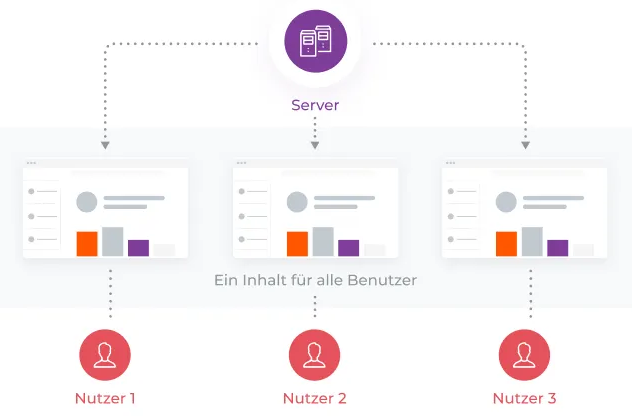 Server
Ein Inhalt für alle Benutzer
Nutzer 1
Nutzer 2
Nutzer 3